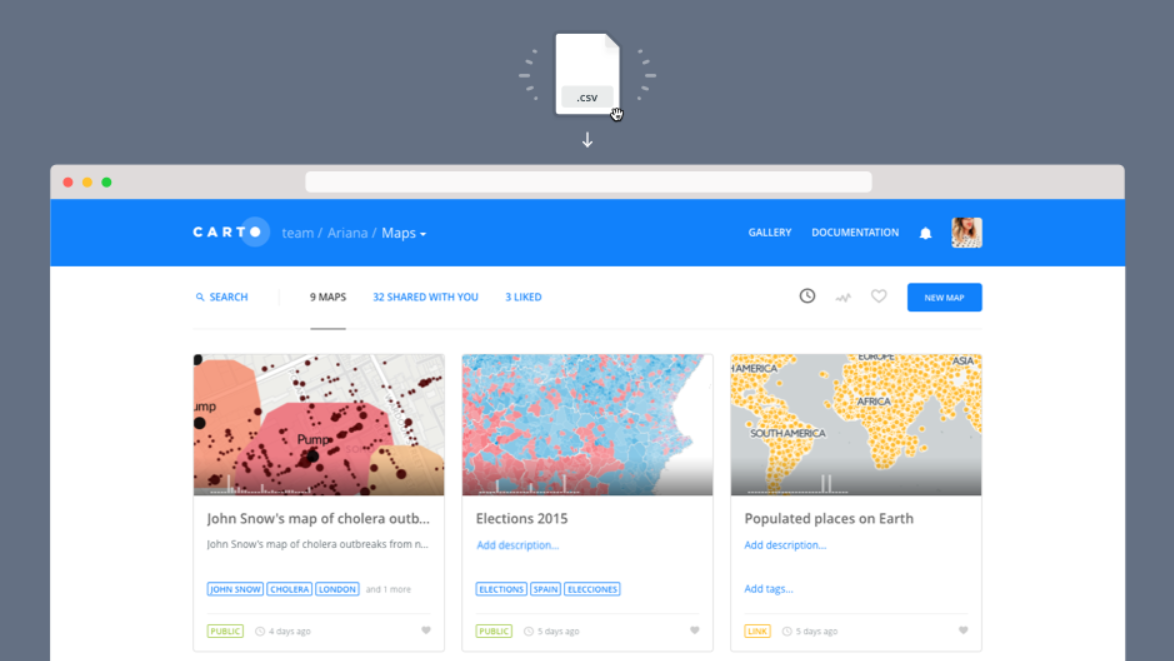 .csv
CARTO team / Ariana / Maps
GALLERY DOCUMENTATION
SEARCH 9 MAPS 32 SHARED WITH YOU 3 LIKED
NEW MAP
ump
Pump
H AMERICA
EUROPE
ASIA
AFRICA
SOUTH AMERICA
John Snow's map of cholera outb...
John Snow's map of cholera outbreaks from n...
JOHN SNOW CHOLERA LONDON and 1 more
PUBLIC 4 days ago
Elections 2015
Add description...
ELECTIONS SPAIN ELECCIONES
PUBLIC 5 days ago
Populated places on Earth
Add description...
Add tags...
LINK 5 days ago